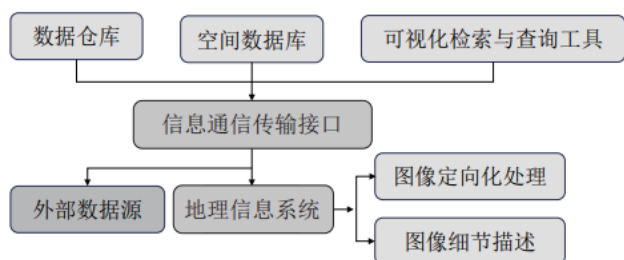 数据仓库
空间数据库
可视化检索与查询工具
信息通信传输接口
外部数据源
地理信息系统
图像定向化处理
图像细节描述